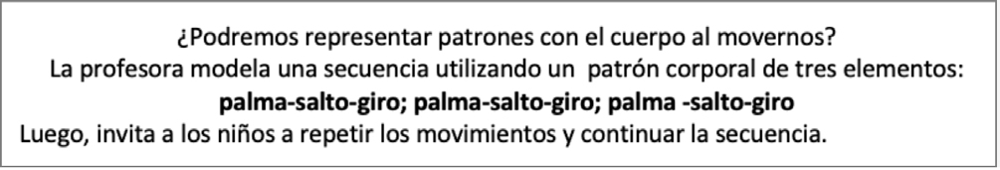 ¿Podremos representar patrones con el cuerpo al movernos?
La profesora modela una secuencia utilizando un  patrón corporal de tres elementos:
palma-salto-giro; palma-salto-giro; palma -salto-giro
Luego, invita a los niños a repetir los movimientos y continuar la secuencia.